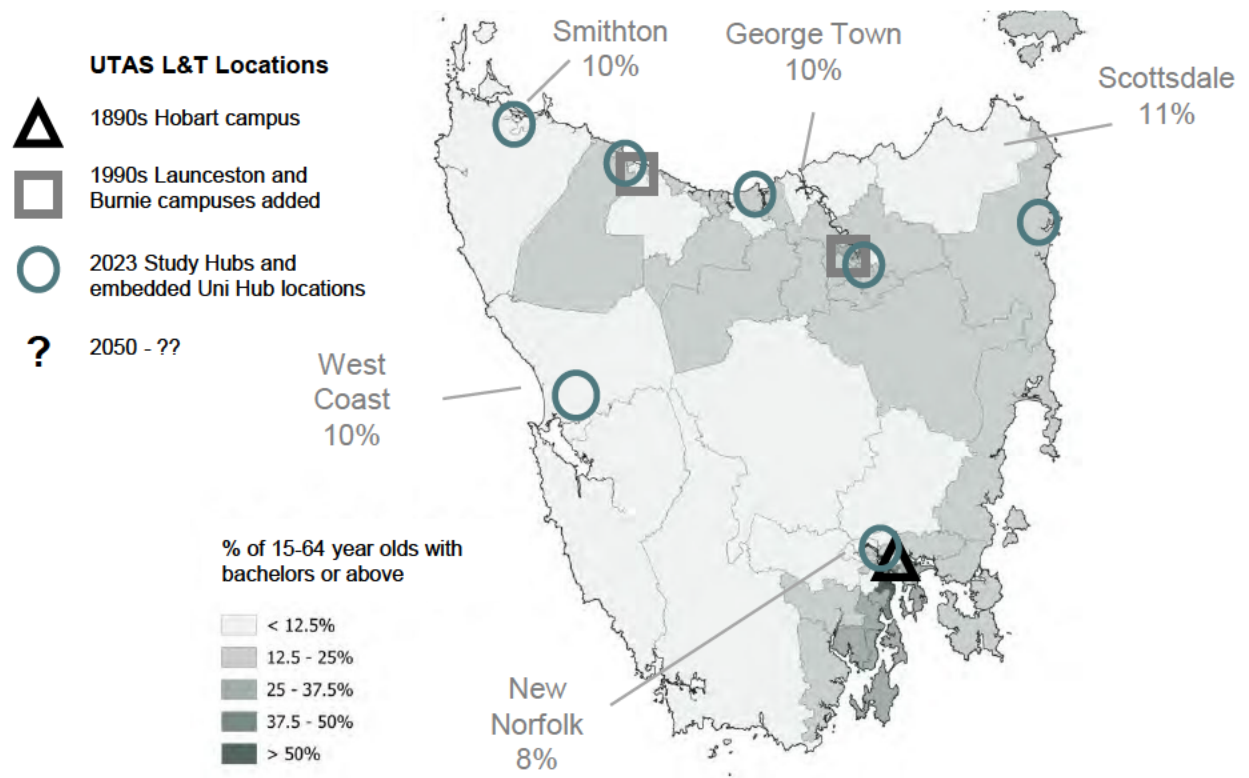 UTAS L&T Locations
1890s Hobart campus
1990s Launceston and
Burnie campuses added
2023 Study Hubs and
embedded Uni Hub locations
?
2050 - ??
Smithton
10%
George Town
10%
Scottsdale
11%
West
Coast
10%
New
Norfolk
8%
% of 15-64 year olds with
bachelors or above
< 12.5%
12.5 - 25%
25 - 37.5%
37.5 - 50%
> 50%